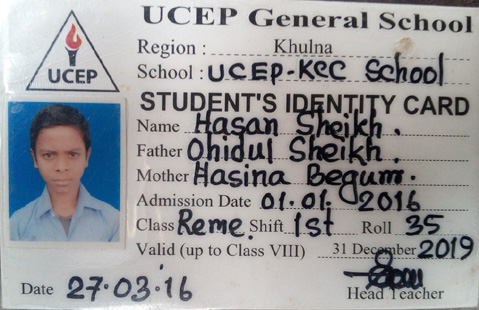 UCEP General School
UCEP
Region : Khulna
School : UCEP-KCC School
STUDENT'S IDENTITY CARD
Name Hasan Sheikh.
Father Ohidul Sheikh.
Mother Hasina Begum.
Admission Date 01.01.2016
Class Reme. Shift 1st Roll 35
Valid (up to Class VIII) 31 December 2019
Date 27.03.16
Head Teacher